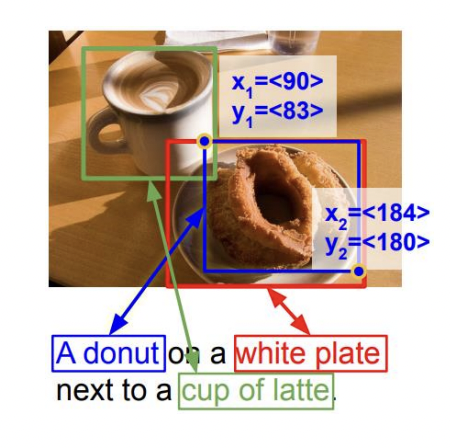 x1=<90>
y1=<83>
x2=<184>
y2=<180>
A donut on a white plate
next to a cup of latte.